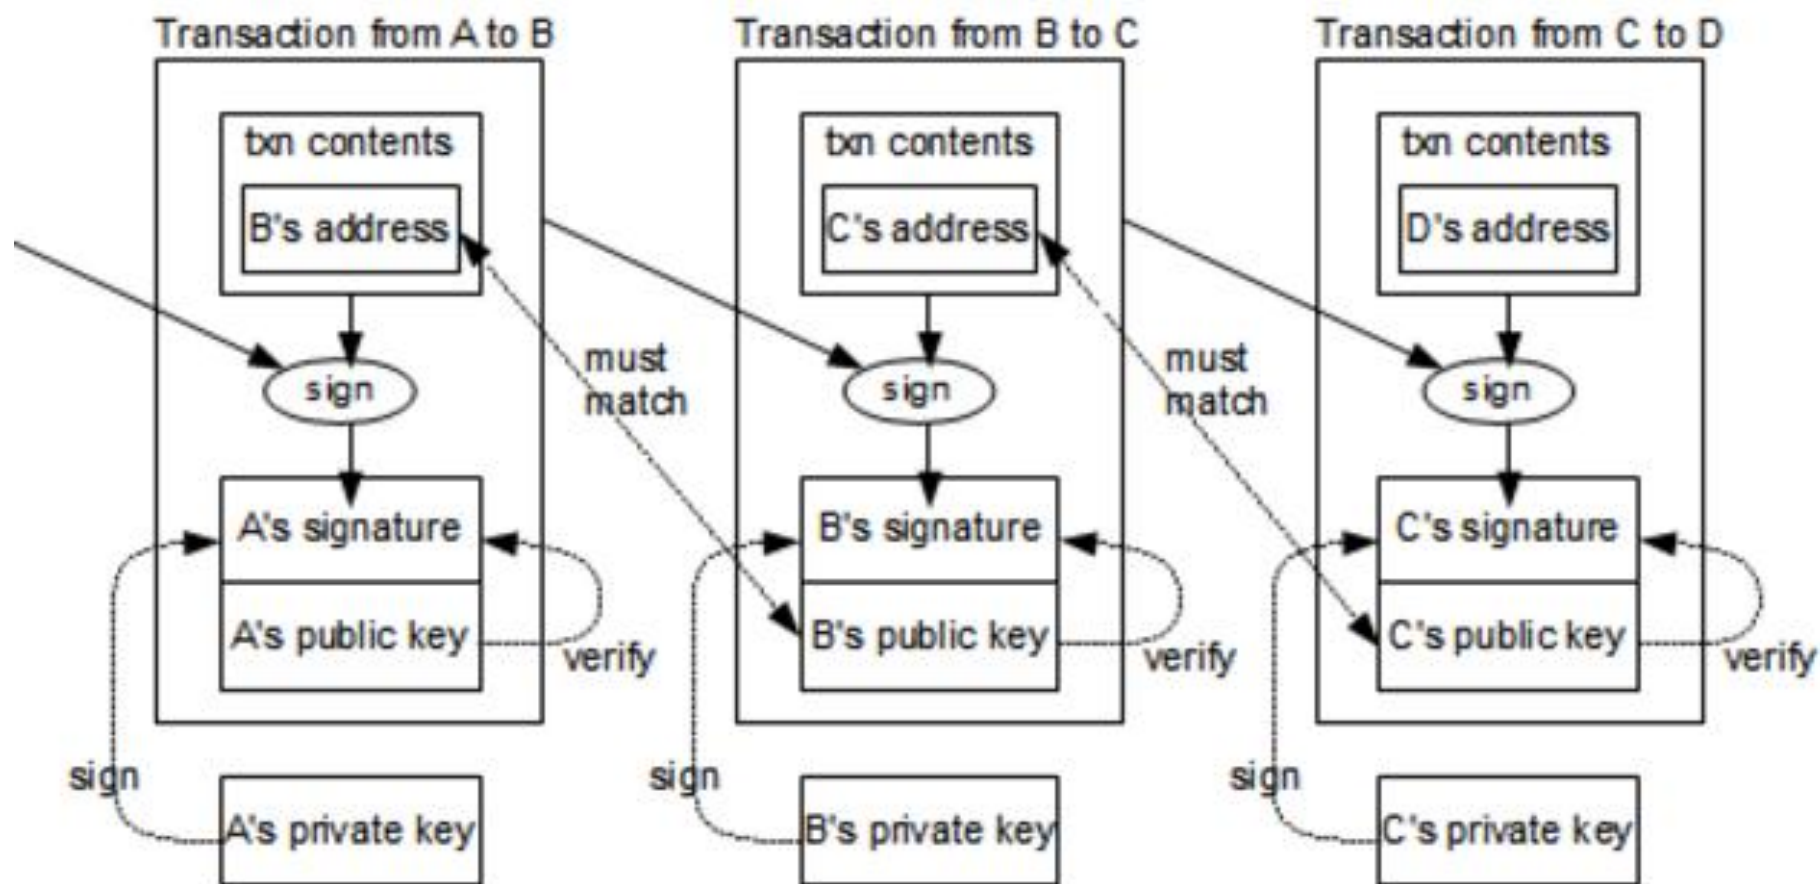 Transaction from A to B
txn contents
B's address
sign
A's signature
A's public key
verify
sign
A's private key
must
match
Transaction from B to C
txn contents
C's address
sign
B's signature
B's public key
verify
sign
B's private key
must
match
Transaction from C to D
txn contents
D's address
sign
C's signature
C's public key
verify
sign
C's private key